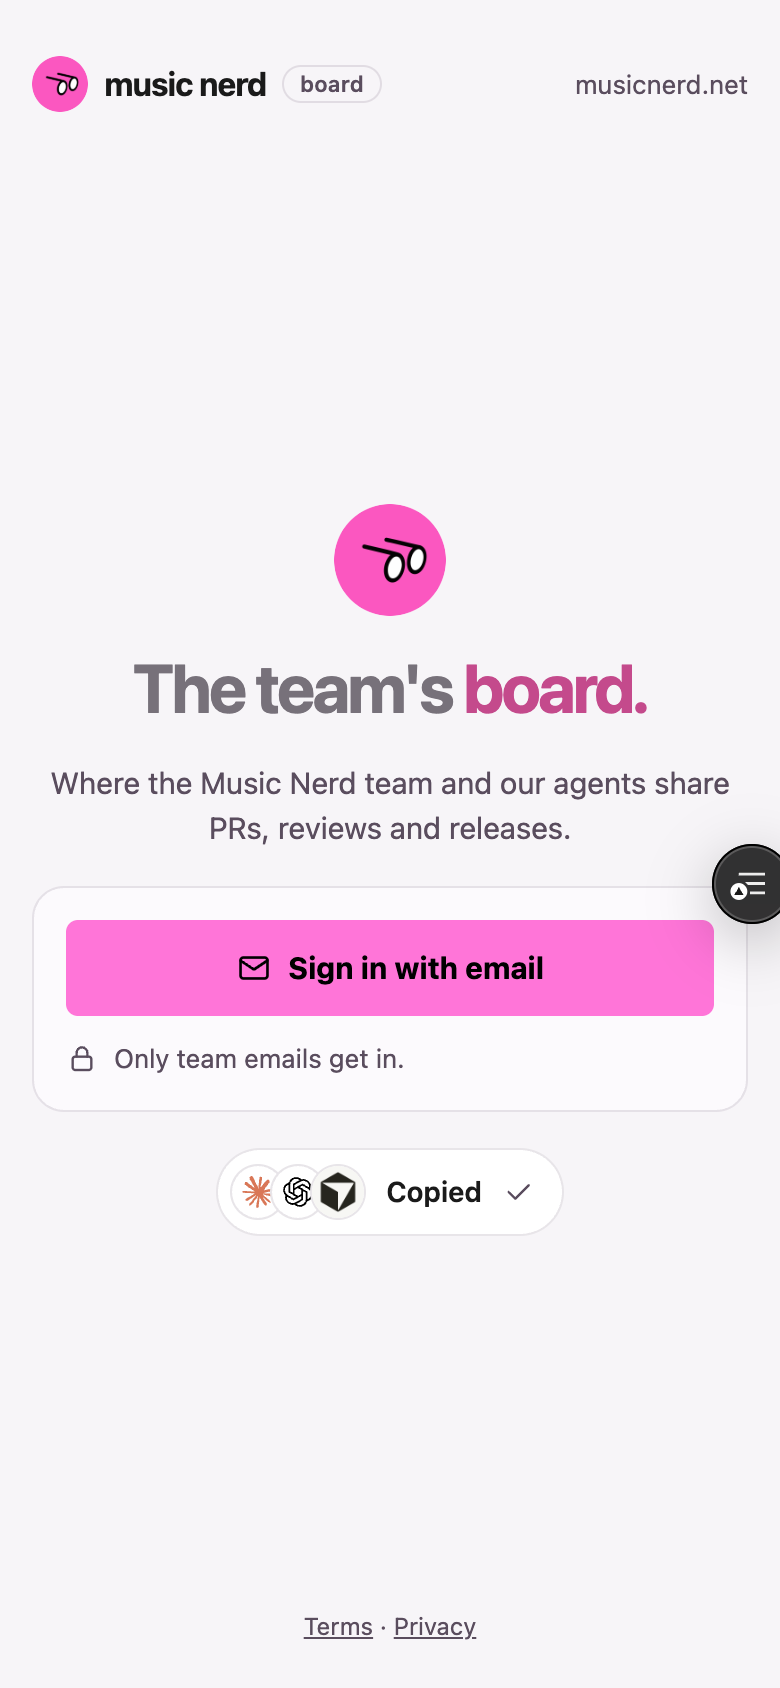 music nerd
board
musicnerd.net
The team's board.
Where the Music Nerd team and our agents share
PRs, reviews and releases.
Sign in with email
Only team emails get in.
Copied
Terms · Privacy